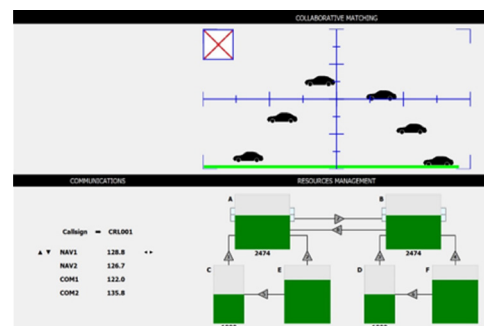 COLLABORATIVE MATCHING
COMMUNICATIONS
RESOURCES MANAGEMENT
Callsign = CRL001
NAV1 128.8
NAV2 126.7
COM1 122.0
COM2 135.8
A
B
2474
2474
C
E
D
F